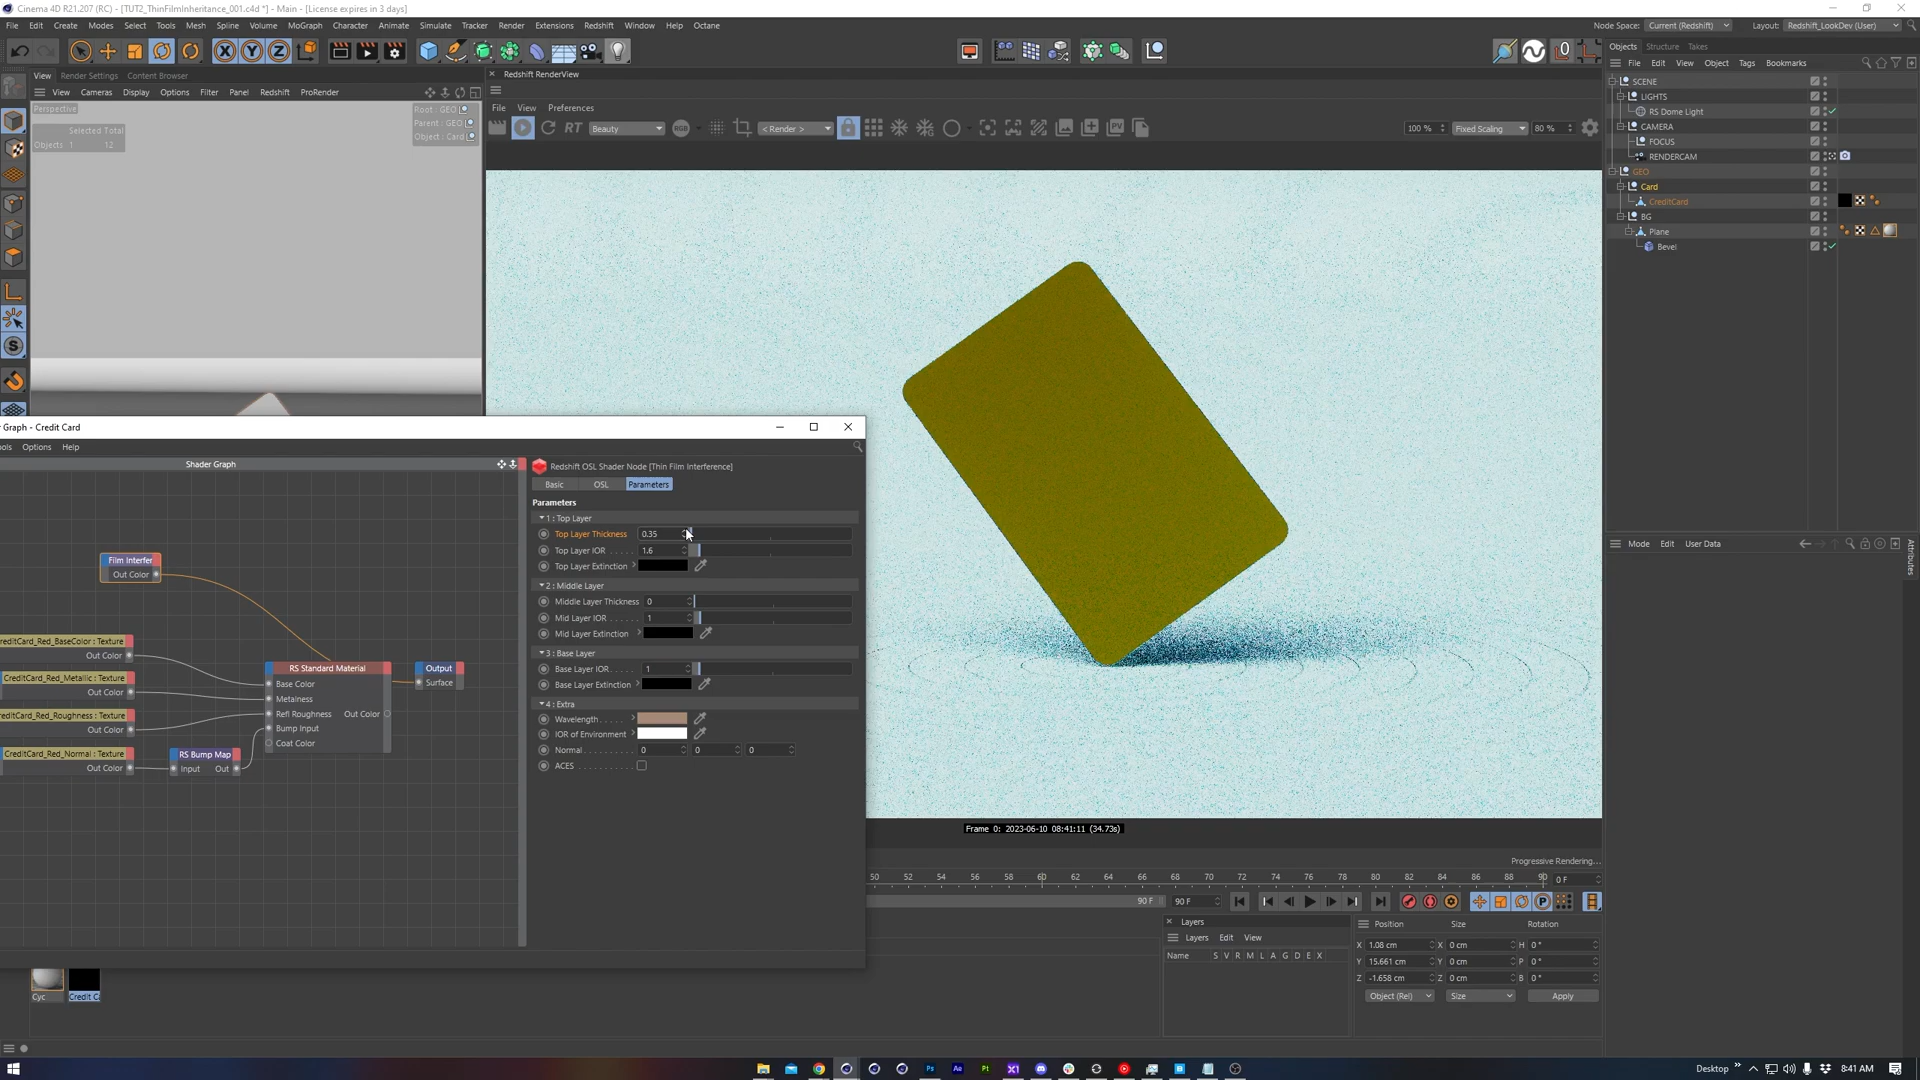 Cinema 4D R21.207 (RC) - [TUT2_ThinFilmInheritance_001.c4d *] - Main - [License expires in 3 days]
File Edit Create Modes Select Tools Mesh Spline Volume MoGraph Character Animate Simulate Tracker Render Extensions Redshift Window Help Octane
Node Space: Current (Redshift) Layout: Redshift_LookDev (User)
X Y Z
Objects Structure Takes
File Edit View Object Tags Bookmarks
View Render Settings Content Browser
View Cameras Display Options Filter Panel Redshift ProRender
Redshift RenderView
File View Preferences
RT Beauty RGB < Render > 100 % Fixed Scaling 80 %
Perspective
Selected Total
Objects 1 12
Root : GEO
Parent : GEO
Object : Card
SCENE
LIGHTS
RS Dome Light
CAMERA
FOCUS
RENDERCAM
GEO
Card
CreditCard
BG
Plane
Bevel
Graph - Credit Card
Options Help
Shader Graph
Film Interfer
Out Color
reditCard_Red_BaseColor : Texture
Out Color
CreditCard_Red_Metallic : Texture
Out Color
reditCard_Red_Roughness : Texture
Out Color
CreditCard_Red_Normal : Texture
Out Color
RS Bump Map
Input Out
RS Standard Material
Base Color
Metalness
Refl Roughness Out Color
Bump Input
Coat Color
Output
Surface
Redshift OSL Shader Node [Thin Film Interference]
Basic OSL Parameters
Parameters
1 : Top Layer
Top Layer Thickness 0.35
Top Layer IOR 1.6
Top Layer Extinction
2 : Middle Layer
Middle Layer Thickness 0
Mid Layer IOR 1
Mid Layer Extinction
3 : Base Layer
Base Layer IOR 1
Base Layer Extinction
4 : Extra
Wavelength
IOR of Environment
Normal 0 0 0
ACES
Mode Edit User Data
Attributes
Frame 0: 2023-06-10 08:41:11 (34.73s)
Progressive Rendering...
50 52 54 56 58 60 62 64 66 68 70 72 74 76 78 80 82 84 86 88 90 0 F
90 F 90 F
Layers
Layers Edit View
Name S V R M L A G D E X
Position Size Rotation
X 1.08 cm X 0 cm H 0 °
Y 15.661 cm Y 0 cm P 0 °
Z -1.658 cm Z 0 cm B 0 °
Object (Rel) Size Apply
Cyc Credit C
Desktop 8:41 AM